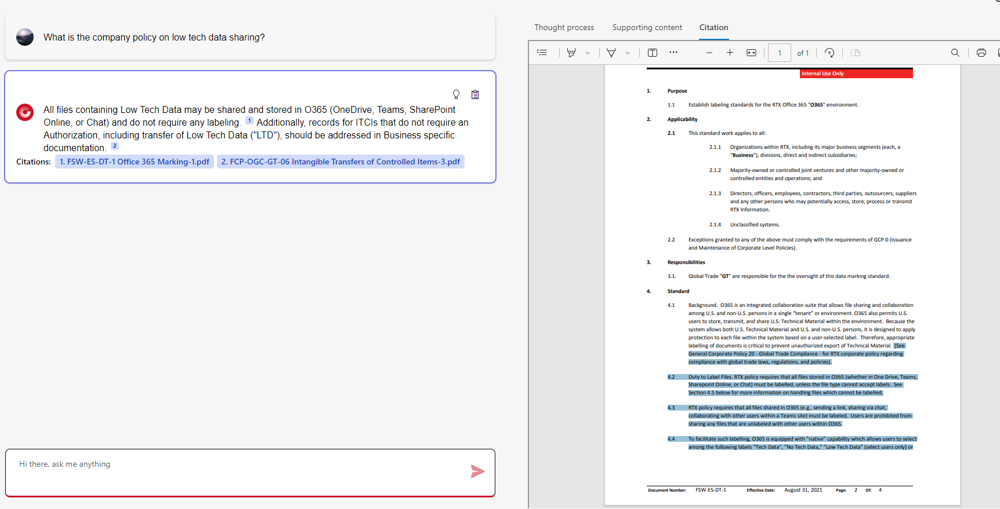 What is the company policy on low tech data sharing?
All files containing Low Tech Data may be shared and stored in O365 (OneDrive, Teams, SharePoint
Online, or Chat) and do not require any labeling. 1 Additionally, records for ITCIs that do not require an
Authorization, including transfer of Low Tech Data ("LTD"), should be addressed in Business specific
documentation. 2
Citations: 1. FSW-ES-DT-1 Office 365 Marking-1.pdf 2. FCP-OGC-GT-06 Intangible Transfers of Controlled Items-3.pdf
Hi there, ask me anything
Thought process Supporting content Citation
1 of 1
Internal Use Only
1. Purpose
1.1 Establish labeling standards for the RTX Office 365 "O365" environment.
2. Applicability
2.1 This standard work applies to all:
2.1.1 Organizations within RTX, including its major business segments (each, a
"Business"), divisions, direct and indirect subsidiaries;
2.1.2 Majority-owned or controlled joint ventures and other majority-owned or
controlled entities and operations; and
2.1.3 Directors, officers, employees, contractors, third parties, outsourcers, suppliers
and any other persons who may potentially access, store, process or transmit
RTX Information.
2.1.4 Unclassified systems.
2.2 Exceptions granted to any of the above must comply with the requirements of GCP-0 (Issuance
and Maintenance of Corporate Level Policies).
3. Responsibilities
3.1. Global Trade "GT" are responsible for the the oversight of this data marking standard.
4. Standard
4.1 Background. O365 is an integrated collaboration suite that allows file sharing and collaboration
among U.S. and non-U.S. persons in a single "tenant" or environment. O365 also permits U.S.
users to store, transmit, and share U.S. Technical Material within the environment. Because the
system allows both U.S. Technical Material and U.S. and non-U.S. persons, it is designed to apply
protection to each file within the system based on a user-selected label. Therefore, appropriate
labelling of documents is critical to prevent unauthorized export of Technical Material. (See
General Corporate Policy 20 - Global Trade Compliance - for RTX corporate policy regarding
compliance with global trade laws, regulations, and policies).
4.2 Duty to Label Files. RTX policy requires that all files stored in O365 (whether in One Drive, Teams,
Sharepoint Online, or Chat) must be labelled, unless the file type cannot accept labels. See
Section 4.5 below for more information on handling files which cannot be labelled.
4.3 RTX policy requires that all files shared in O365 (e.g., sending a link, sharing via chat,
collaborating with other users within a Teams site) must be labeled. Users are prohibited from
sharing any files that are unlabeled with other users within O365.
4.4 To facilitate such labelling, O365 is equipped with "native" capability which allows users to select
among the following labels "Tech Data", "No Tech Data," "Low Tech Data" (select users only) or
Document Number: FSW-ES-DT-1 Effective Date: August 31, 2021 Page: 2 Of: 4